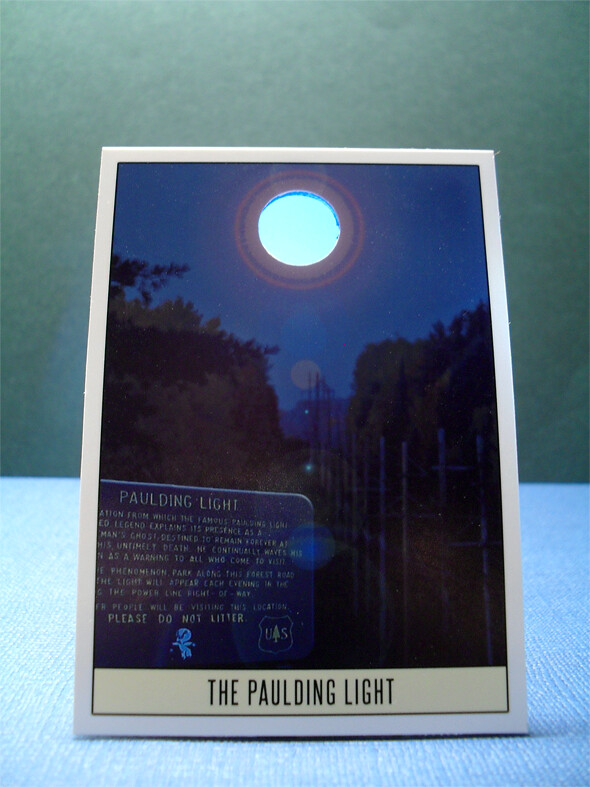 PAULDING LIGHT
ATION FROM WHICH THE FAMOUS PAULDING LIGHT
ED. LEGEND EXPLAINS ITS PRESENCE AS A
MAN'S GHOST DESTINED TO REMAIN FOREVER AT
HIS UNTIMELY DEATH. HE CONTINUALLY WAVES HIS
N AS A WARNING TO ALL WHO COME TO VISIT.
E PHENOMENON, PARK ALONG THIS FOREST ROAD
THE LIGHT WILL APPEAR EACH EVENING IN THE
G THE POWER LINE RIGHT-OF-WAY.
ER PEOPLE WILL BE VISITING THIS LOCATION,
PLEASE DO NOT LITTER.
U S
THE PAULDING LIGHT